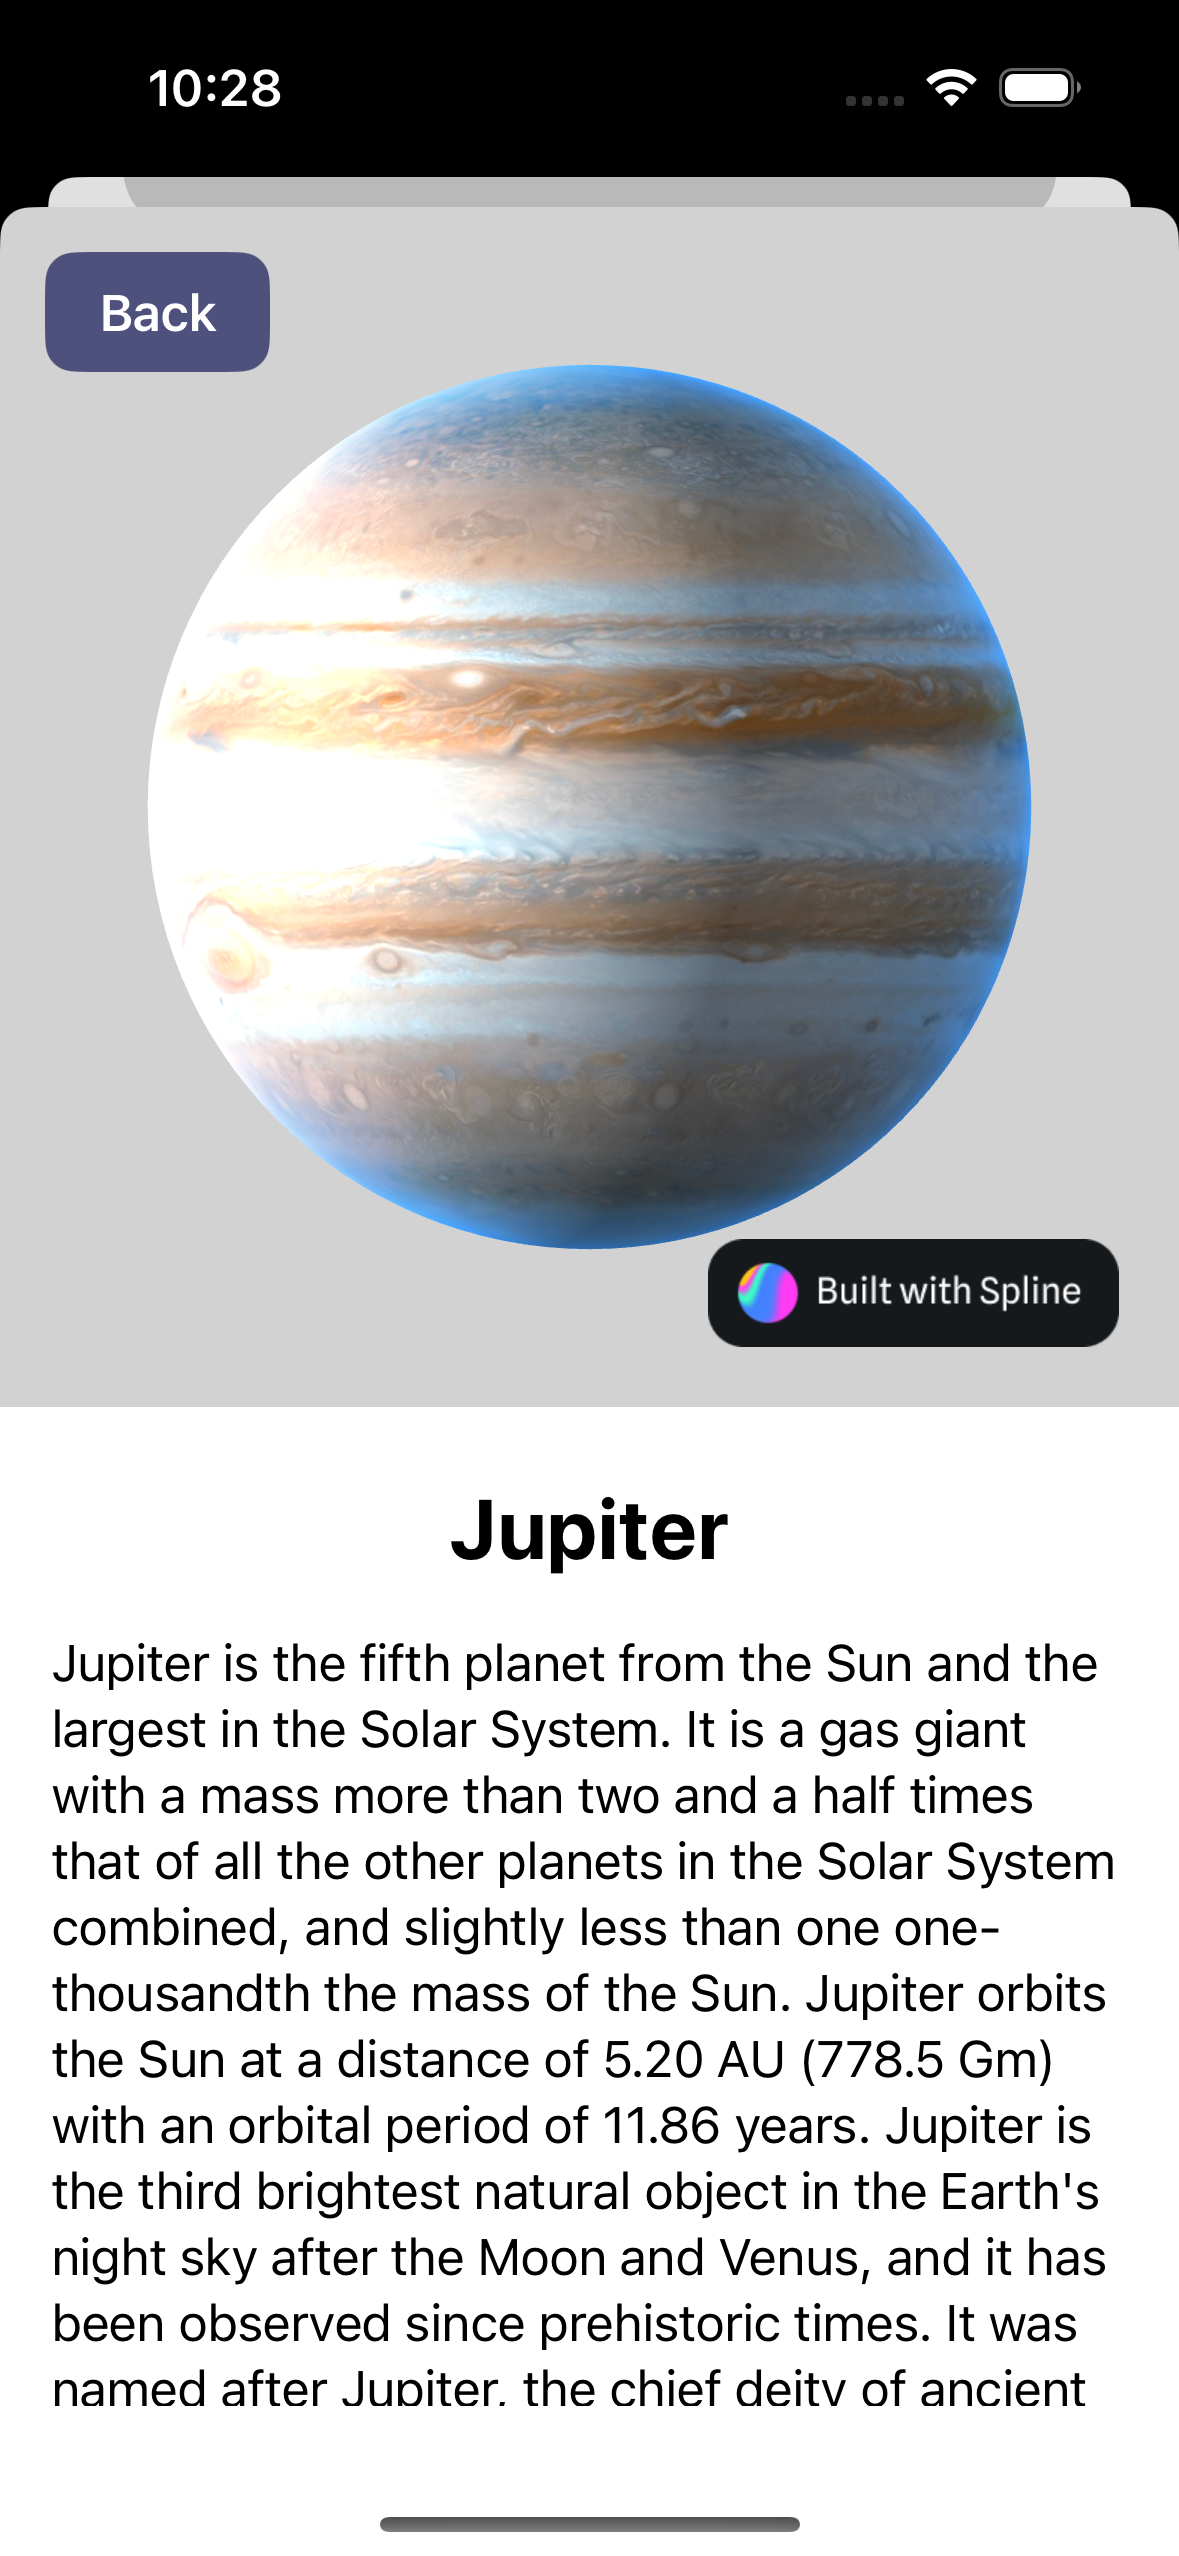 10:28
Back
Built with Spline
Jupiter
Jupiter is the fifth planet from the Sun and the
largest in the Solar System. It is a gas giant
with a mass more than two and a half times
that of all the other planets in the Solar System
combined, and slightly less than one one-
thousandth the mass of the Sun. Jupiter orbits
the Sun at a distance of 5.20 AU (778.5 Gm)
with an orbital period of 11.86 years. Jupiter is
the third brightest natural object in the Earth's
night sky after the Moon and Venus, and it has
been observed since prehistoric times. It was
named after Jupiter, the chief deity of ancient